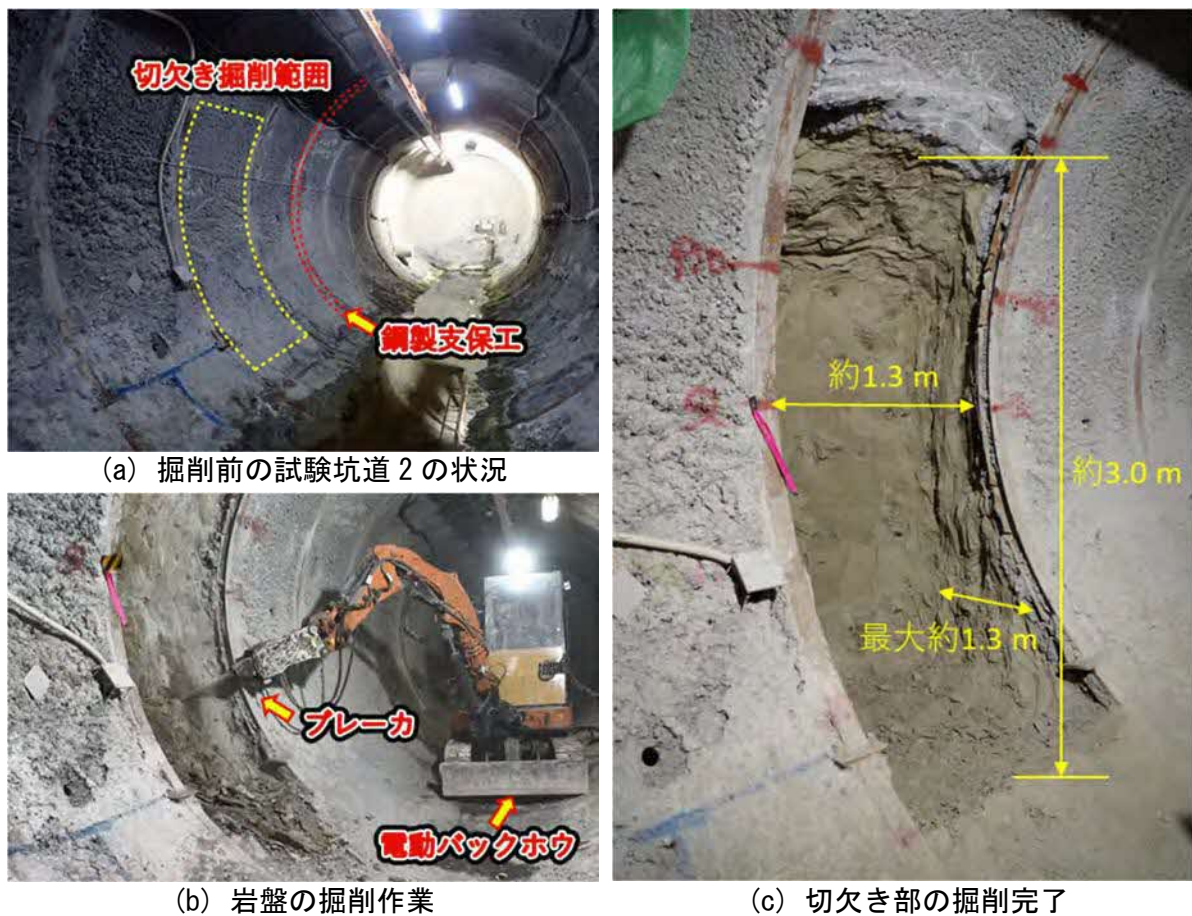 切欠き掘削範囲
鋼製支保工
(a) 掘削前の試験坑道２の状況
ブレーカ
電動バックホウ
(b) 岩盤の掘削作業
約1.3 m
約3.0 m
最大約1.3 m
(c) 切欠き部の掘削完了